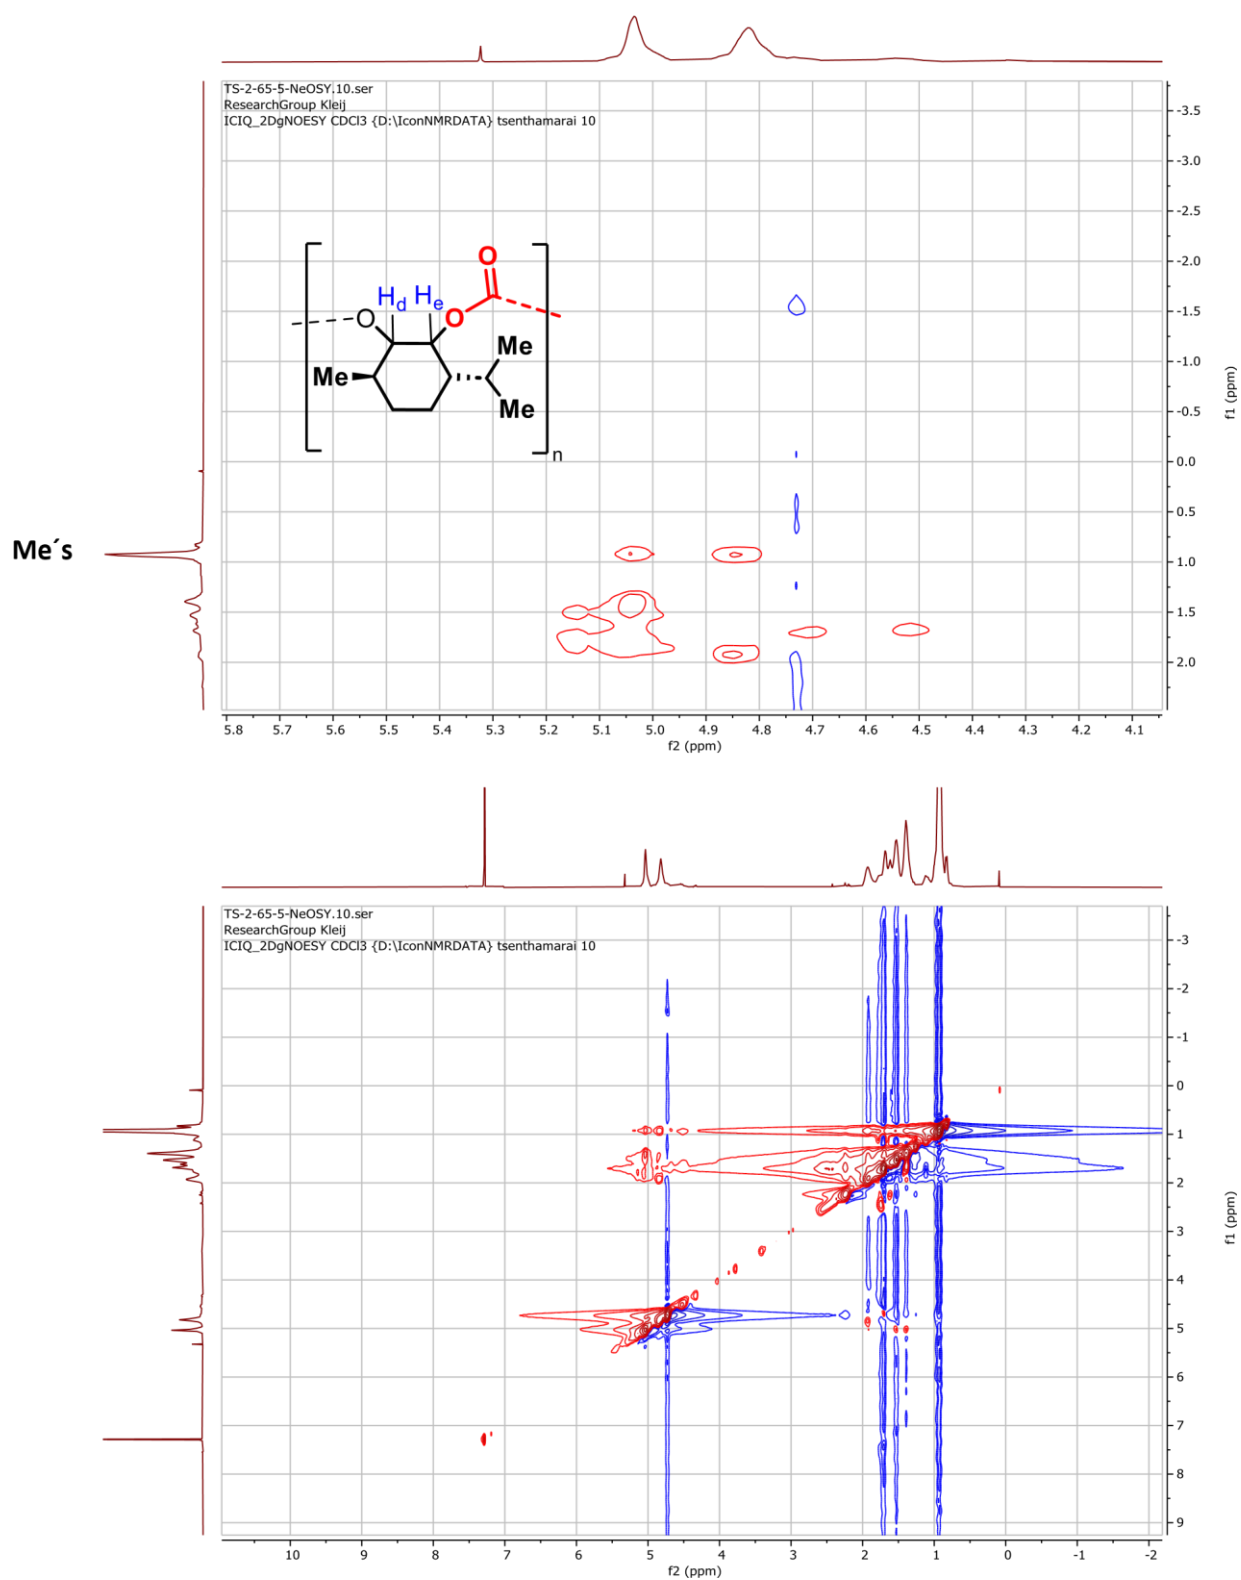 TS-2-65-5-NeOSY.10.ser
ResearchGroup Kleij
ICIQ_2DgNOESY CDCl3 {D:\IconNMRDATA} tsenthamarai 10
-3.5
-3.0
-2.5
-2.0
-1.5
-1.0
-0.5
0.0
0.5
1.0
1.5
2.0
f1 (ppm)
O
Hd He
O O
Me Me
Me
n
Me´s
5.8 5.7 5.6 5.5 5.4 5.3 5.2 5.1 5.0 4.9 4.8 4.7 4.6 4.5 4.4 4.3 4.2 4.1
f2 (ppm)
TS-2-65-5-NeOSY.10.ser
ResearchGroup Kleij
ICIQ_2DgNOESY CDCl3 {D:\IconNMRDATA} tsenthamarai 10
-3
-2
-1
0
1
2
3
4
5
6
7
8
9
f1 (ppm)
10 9 8 7 6 5 4 3 2 1 0 -1 -2
f2 (ppm)